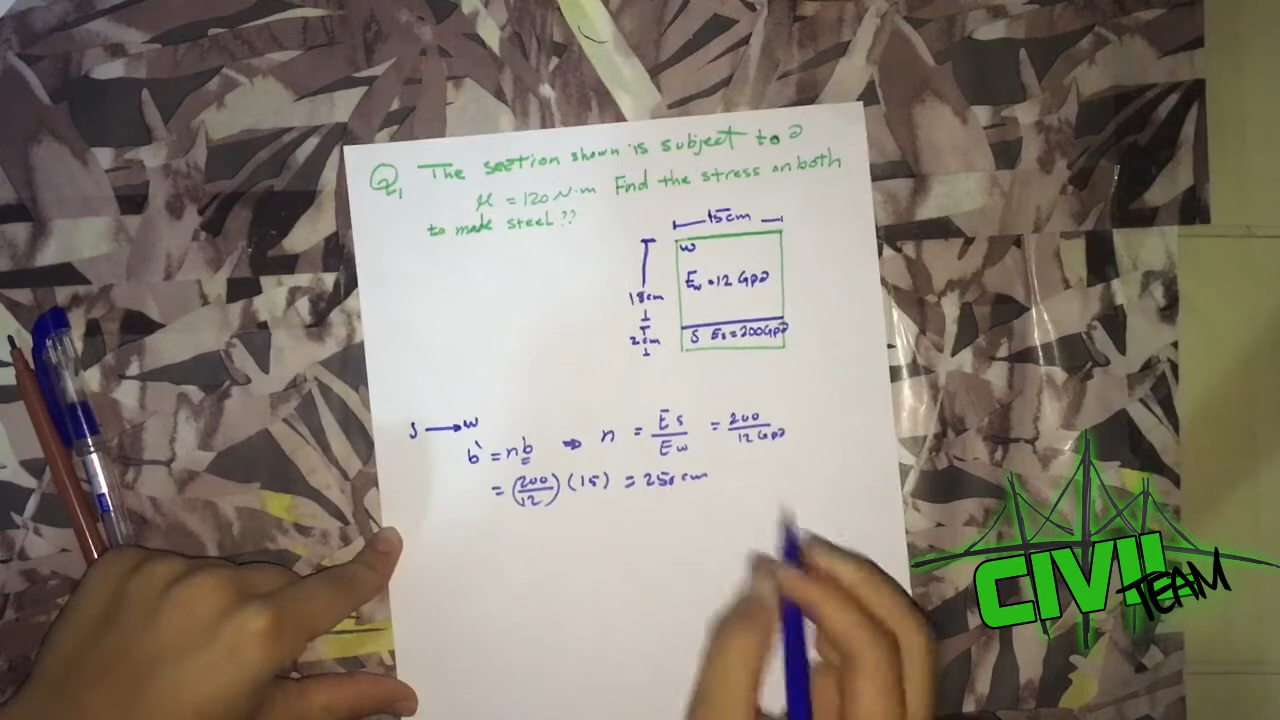 Q1 The section shown is subject to a
M = 120 N.m Find the stress on both
to made steel??
15cm
w
Ew = 12 Gpa
18cm
2cm
S Es = 200Gpa
S → w
b' = nb ⇒ n = Es/Ew = 200/12 Gpa
= (200/12) (15) = 250 cm
CIVIL
TEAM